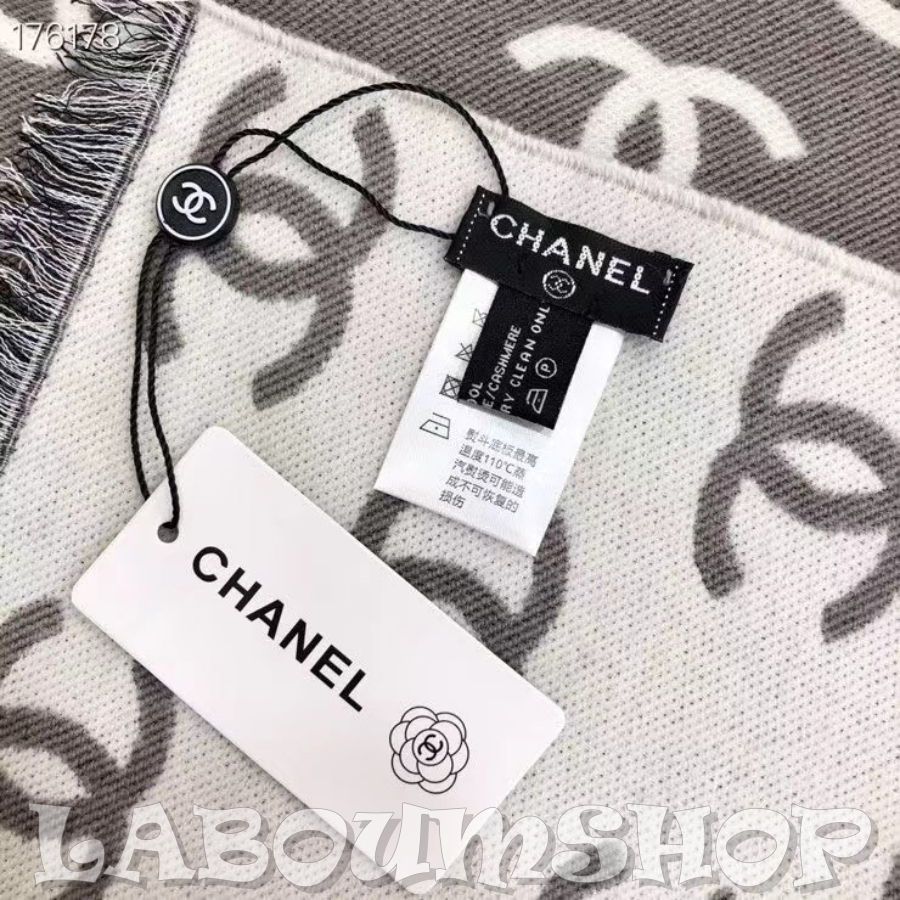 176178
CHANEL
OOL
E/CASHMERE
RY CLEAN ONL
P
熨斗底板最高
温度110℃蒸
汽熨烫可能造
成不可恢复的
损伤
CHANEL
LABOUMSHOP